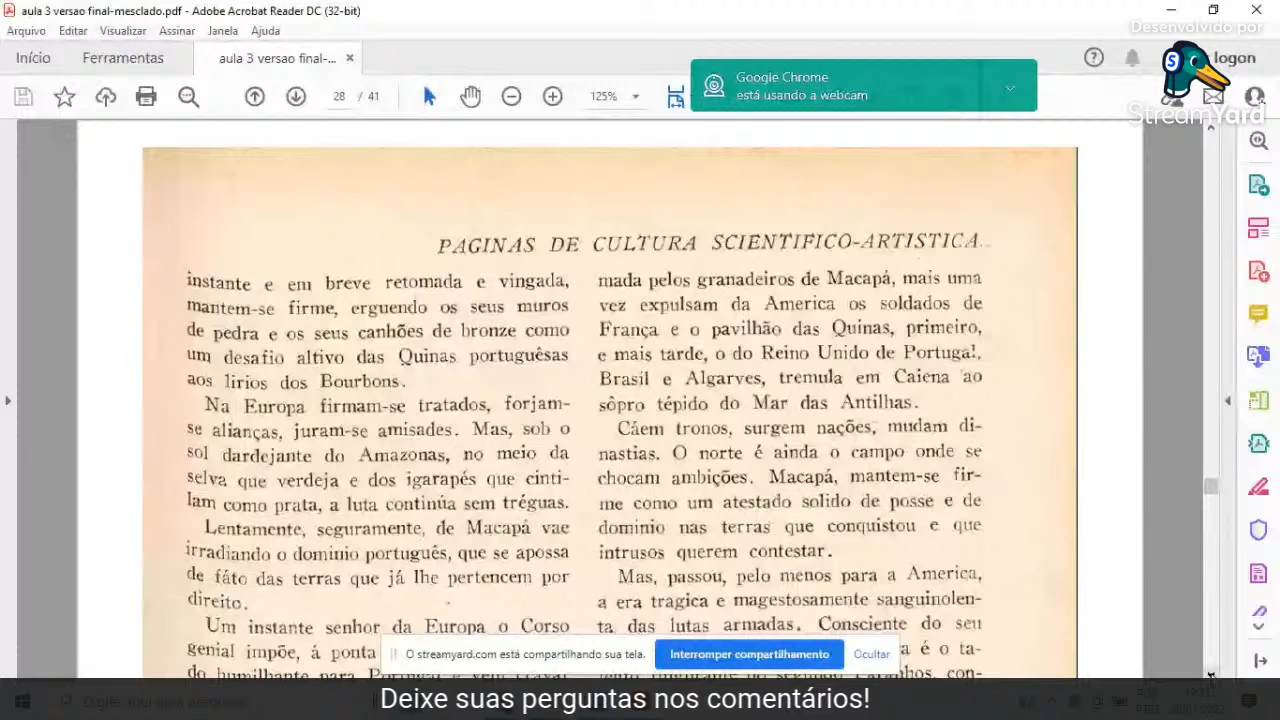 aula 3 versao final-mesclado.pdf - Adobe Acrobat Reader DC (32-bit)
Arquivo Editar Visualizar Assinar Janela Ajuda
Desenvolvido por
Início Ferramentas aula 3 versao final-... ×
logon
28 / 41 125%
Google Chrome
está usando a webcam
StreamYard
PAGINAS DE CULTURA SCIENTIFICO-ARTISTICA
instante e em breve retomada e vingada,
mantem-se firme, erguendo os seus muros
de pedra e os seus canhões de bronze como
um desafio altivo das Quinas portuguêsas
aos lirios dos Bourbons.
Na Europa firmam-se tratados, forjam-
se alianças, juram-se amisades. Mas, sob o
sol dardejante do Amazonas, no meio da
selva que verdeja e dos igarapés que cinti-
lam como prata, a luta continúa sem tréguas.
Lentamente, seguramente, de Macapá vae
irradiando o dominio português, que se apossa
de fáto das terras que já lhe pertencem por
direito.
Um instante senhor da Europa o Corso
genial impõe, á ponta
do humilhante para
mada pelos granadeiros de Macapá, mais uma
vez expulsam da America os soldados de
França e o pavilhão das Quinas, primeiro,
e mais tarde, o do Reino Unido de Portugal,
Brasil e Algarves, tremula em Caiena ao
sôpro tépido do Mar das Antilhas.
Cáem tronos, surgem nações, mudam di-
nastias. O norte é ainda o campo onde se
chocam ambições. Macapá, mantem-se fir-
me como um atestado solido de posse e de
dominio nas terras que conquistou e que
intrusos querem contestar.
Mas, passou, pelo menos para a America,
a era tragica e magestosamente sanguinolen-
ta das lutas armadas. Consciente do seu
a é o ta-
con-
O streamyard.com está compartilhando sua tela. Interromper compartilhamento Ocultar
Deixe suas perguntas nos comentários!